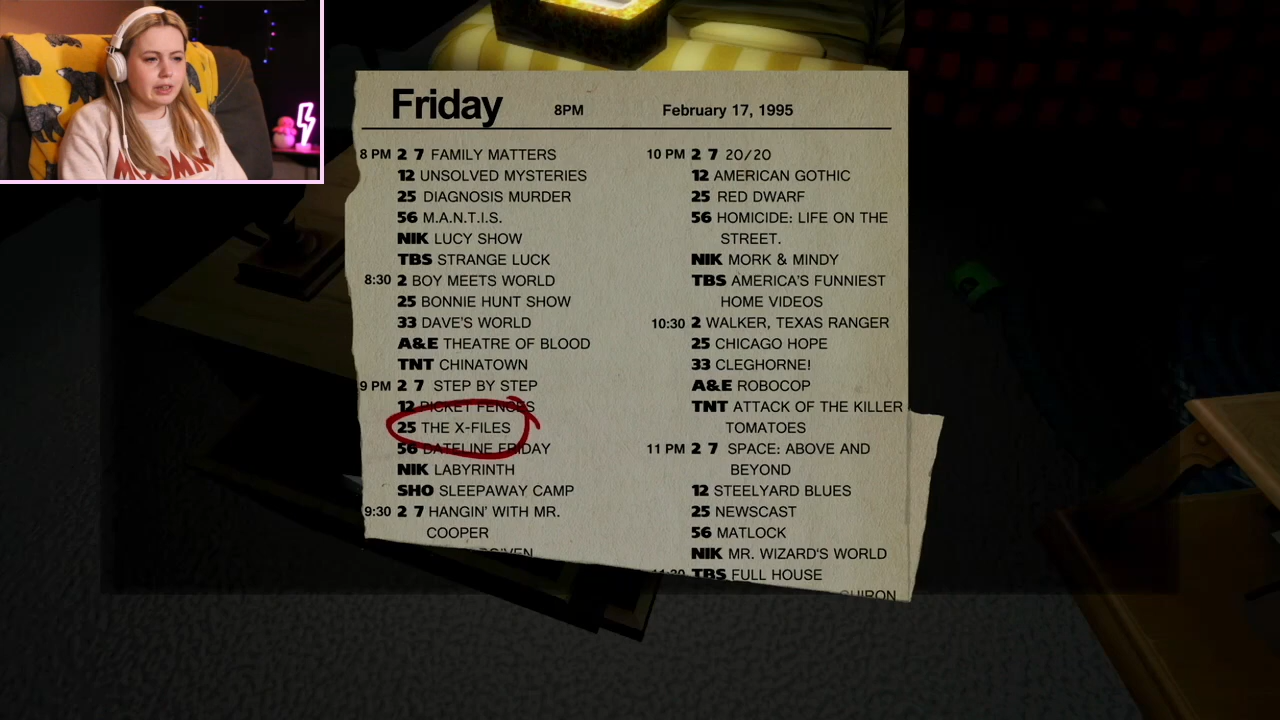 Friday 8PM February 17, 1995
8 PM 2 7 FAMILY MATTERS
12 UNSOLVED MYSTERIES
25 DIAGNOSIS MURDER
56 M.A.N.T.I.S.
NIK LUCY SHOW
TBS STRANGE LUCK
8:30 2 BOY MEETS WORLD
25 BONNIE HUNT SHOW
33 DAVE'S WORLD
A&E THEATRE OF BLOOD
TNT CHINATOWN
9 PM 2 7 STEP BY STEP
12 PICKET FENCES
25 THE X-FILES
56 DATELINE FRIDAY
NIK LABYRINTH
SHO SLEEPAWAY CAMP
9:30 2 7 HANGIN' WITH MR.
COOPER
10 PM 2 7 20/20
12 AMERICAN GOTHIC
25 RED DWARF
56 HOMICIDE: LIFE ON THE
STREET.
NIK MORK & MINDY
TBS AMERICA'S FUNNIEST
HOME VIDEOS
10:30 2 WALKER, TEXAS RANGER
25 CHICAGO HOPE
33 CLEGHORNE!
A&E ROBOCOP
TNT ATTACK OF THE KILLER
TOMATOES
11 PM 2 7 SPACE: ABOVE AND
BEYOND
12 STEELYARD BLUES
25 NEWSCAST
56 MATLOCK
NIK MR. WIZARD'S WORLD
11:30 TBS FULL HOUSE